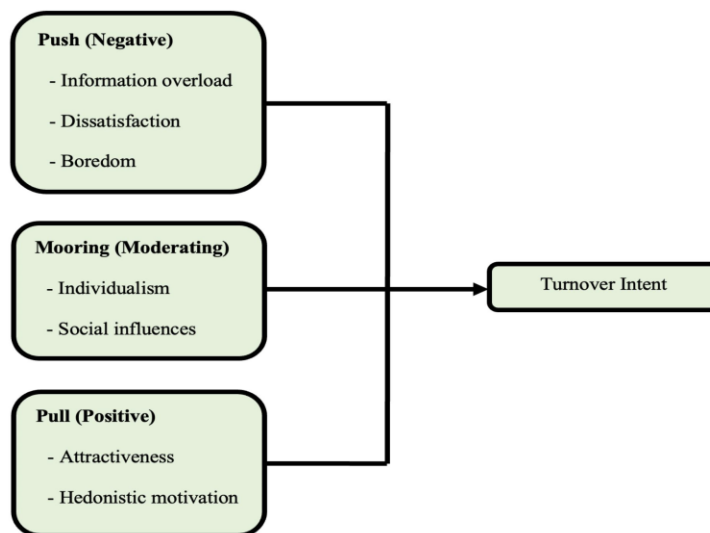 Push (Negative)
- Information overload
- Dissatisfaction
- Boredom
Mooring (Moderating)
- Individualism
- Social influences
Turnover Intent
Pull (Positive)
- Attractiveness
- Hedonistic motivation